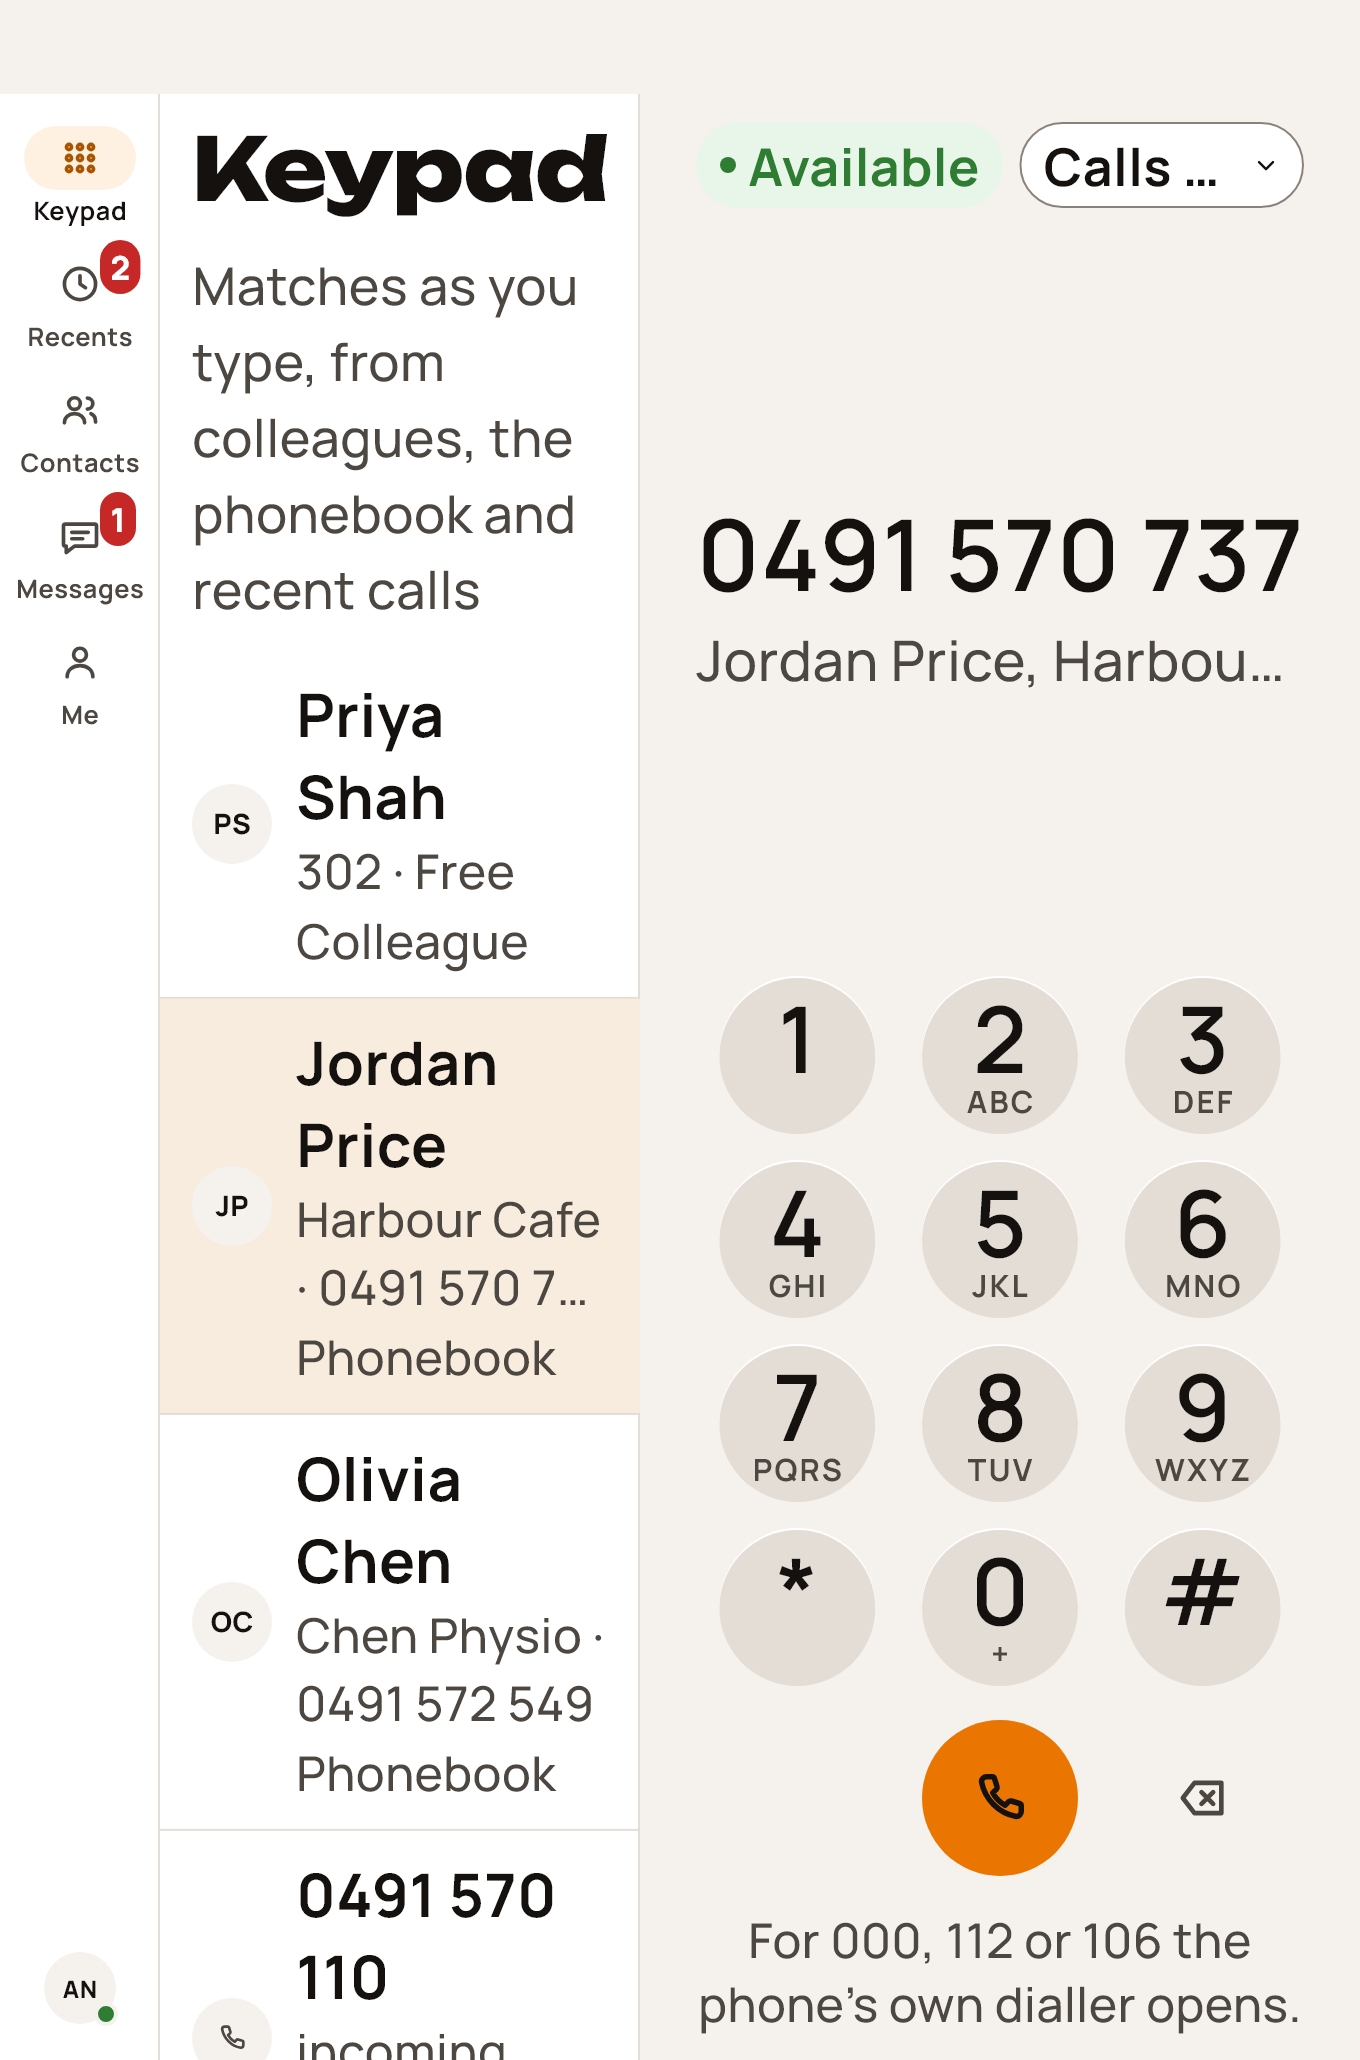 Keypad
2
Recents
Contacts
1
Messages
Me
AN
Keypad
Matches as you
type, from
colleagues, the
phonebook and
recent calls
PS
Priya
Shah
302 · Free
Colleague
JP
Jordan
Price
Harbour Cafe
· 0491 570 7...
Phonebook
OC
Olivia
Chen
Chen Physio ·
0491 572 549
Phonebook
0491 570
110
incoming
Available
Calls ...
0491 570 737
Jordan Price, Harbou...
1
2
ABC
3
DEF
4
GHI
5
JKL
6
MNO
7
PQRS
8
TUV
9
WXYZ
*
0
+
#
For 000, 112 or 106 the
phone's own dialler opens.